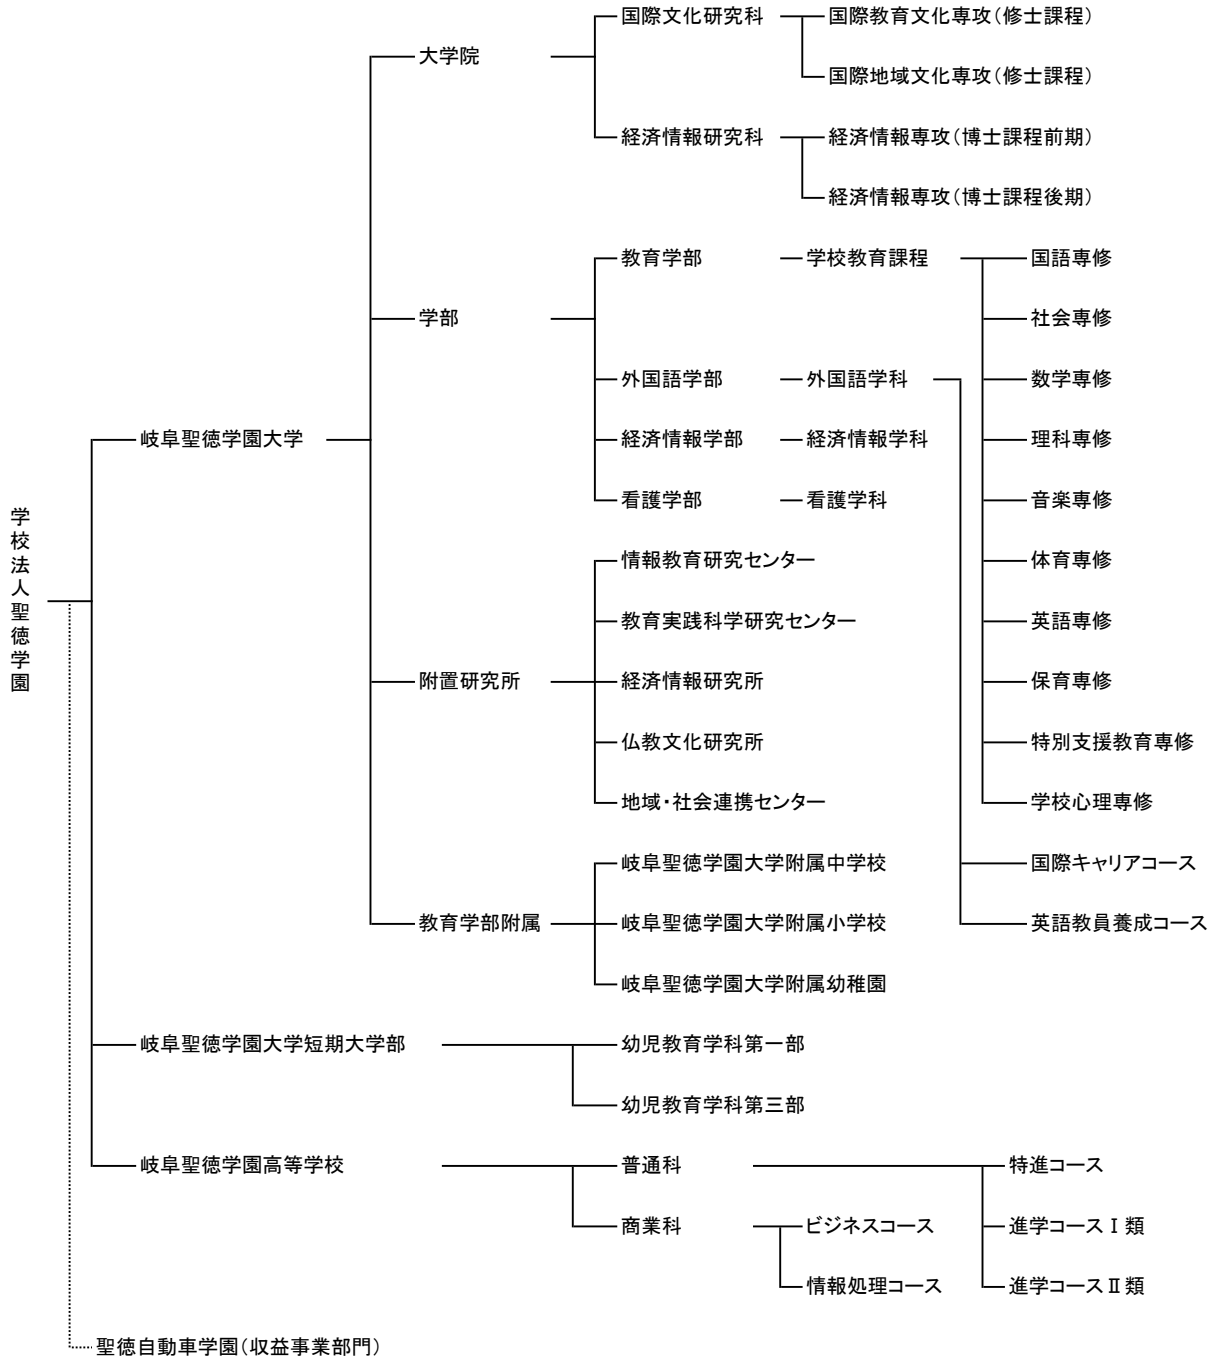 国際文化研究科 国際教育文化専攻(修士課程)
大学院
国際地域文化専攻(修士課程)
経済情報研究科 経済情報専攻(博士課程前期)
経済情報専攻(博士課程後期)
教育学部 学校教育課程 国語専修
学部 社会専修
外国語学部 外国語学科 数学専修
岐阜聖徳学園大学 経済情報学部 経済情報学科 理科専修
看護学部 看護学科 音楽専修
学校法人聖徳学園
情報教育研究センター 体育専修
教育実践科学研究センター 英語専修
附置研究所 経済情報研究所 保育専修
仏教文化研究所 特別支援教育専修
地域・社会連携センター 学校心理専修
岐阜聖徳学園大学附属中学校 国際キャリアコース
教育学部附属 岐阜聖徳学園大学附属小学校 英語教員養成コース
岐阜聖徳学園大学附属幼稚園
岐阜聖徳学園大学短期大学部 幼児教育学科第一部
幼児教育学科第三部
岐阜聖徳学園高等学校 普通科 特進コース
商業科 ビジネスコース 進学コースⅠ類
情報処理コース 進学コースⅡ類
聖徳自動車学園(収益事業部門)